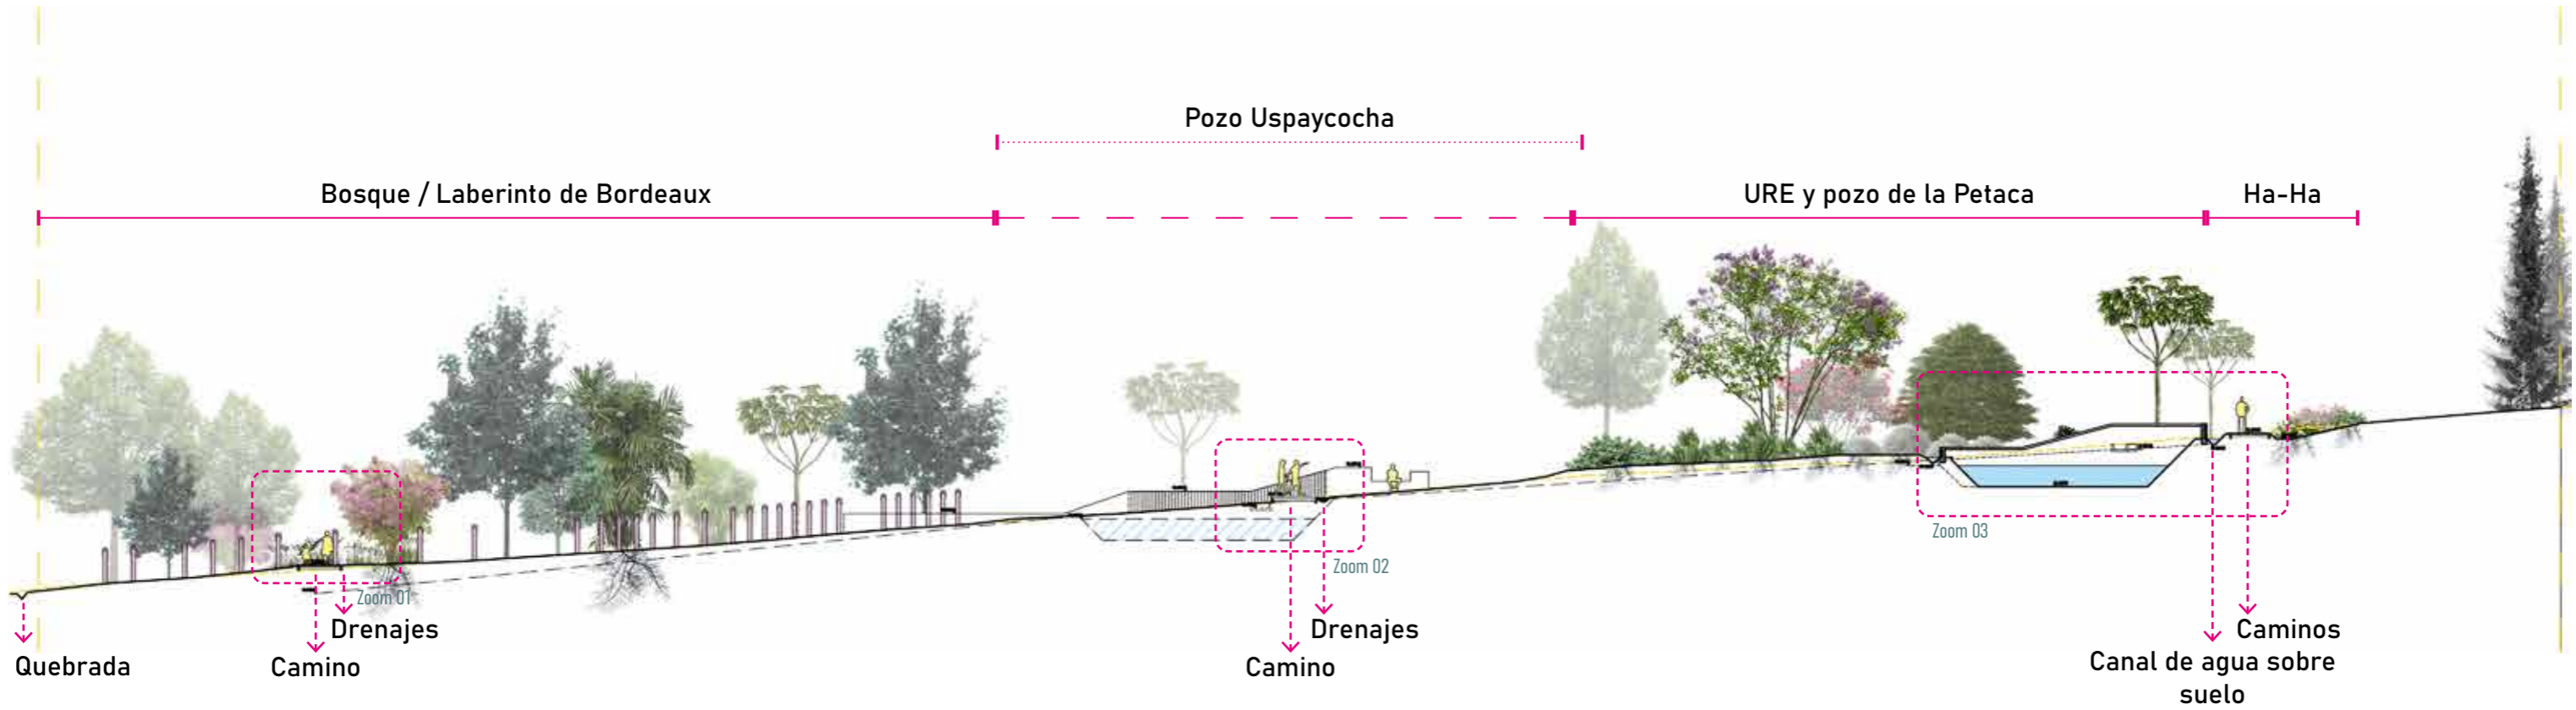 Pozo Uspaycocha
Bosque / Laberinto de Bordeaux
URE y pozo de la Petaca
Ha-Ha
Zoom 03
Zoom 02
Zoom 01
Drenajes
Drenajes
Caminos
Quebrada
Camino
Camino
Canal de agua sobre
suelo